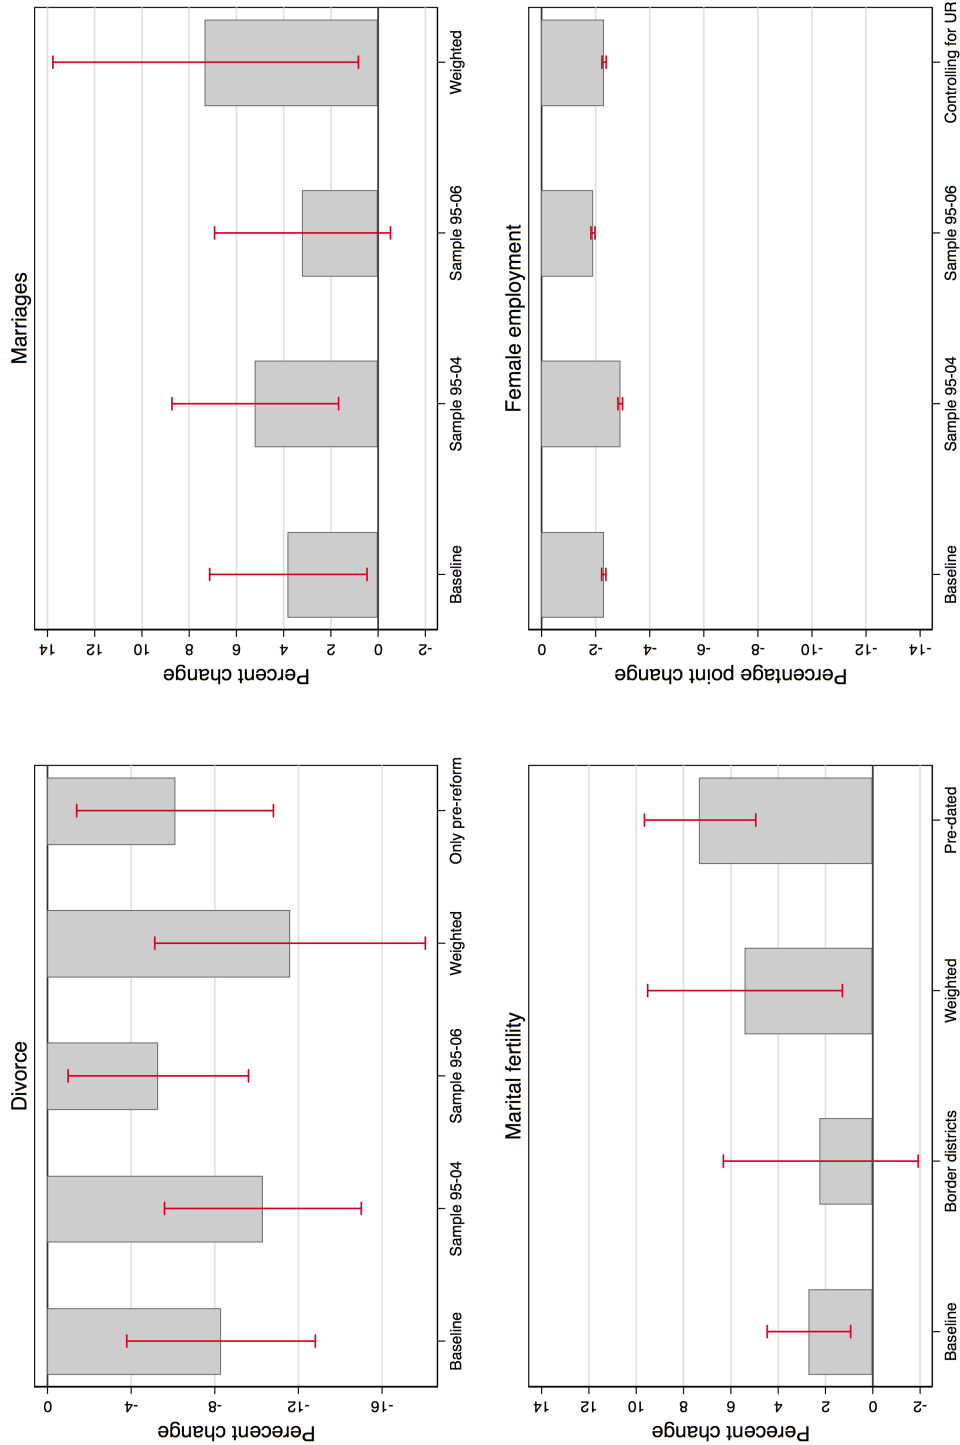 Divorce
Perecent change
0
-4
-8
-12
-16
Baseline
Sample 95-04
Sample 95-06
Weighted
Only pre-reform
Marriages
Percent change
14
12
10
8
6
4
2
0
-2
Baseline
Sample 95-04
Sample 95-06
Weighted
Marital fertility
Perecent change
14
12
10
8
6
4
2
0
-2
Baseline
Border districts
Weighted
Pre-dated
Female employment
Percentage point change
0
-2
-4
-6
-8
-10
-12
-14
Baseline
Sample 95-04
Sample 95-06
Controlling for UR